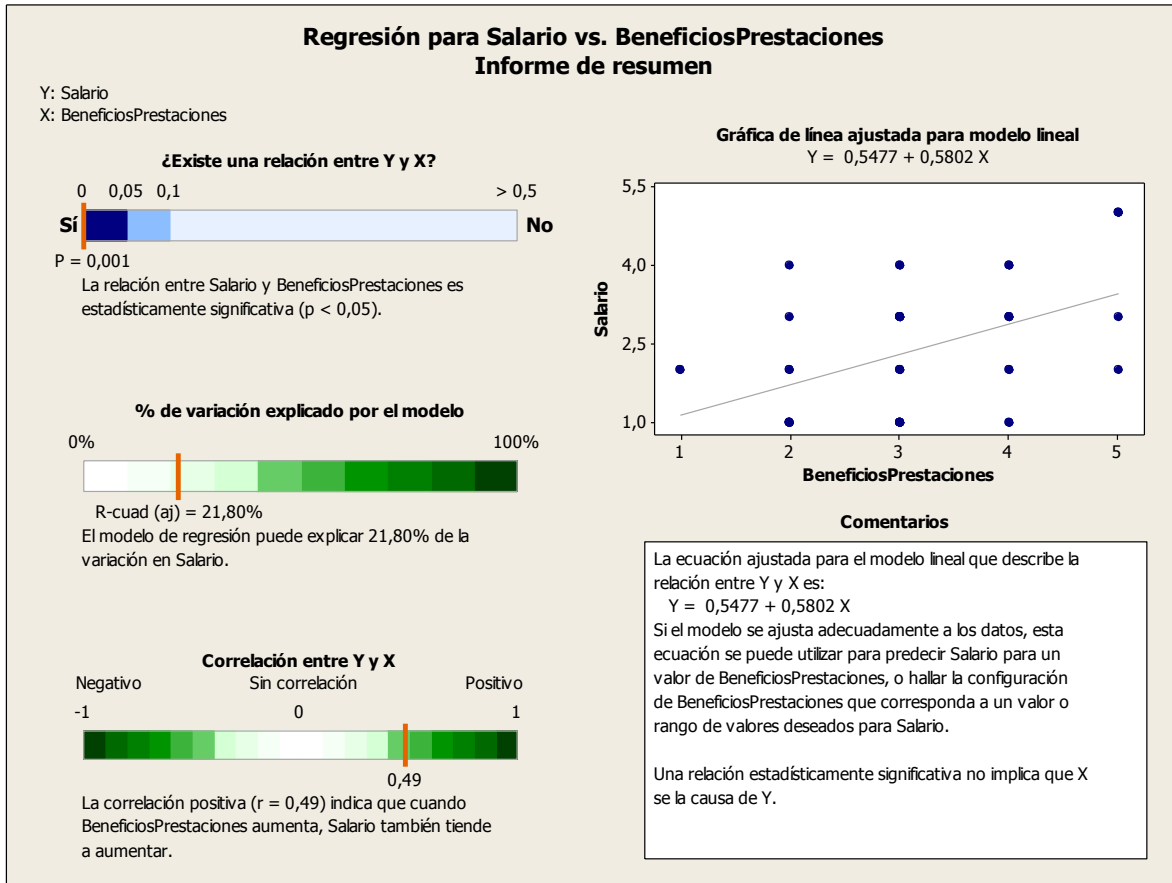 Regresión para Salario vs. BeneficiosPrestaciones
Informe de resumen
Y: Salario
X: BeneficiosPrestaciones
¿Existe una relación entre Y y X?
0 0,05 0,1 > 0,5
Sí No
P = 0,001
La relación entre Salario y BeneficiosPrestaciones es
estadísticamente significativa (p < 0,05).
% de variación explicado por el modelo
0% 100%
R-cuad (aj) = 21,80%
El modelo de regresión puede explicar 21,80% de la
variación en Salario.
Correlación entre Y y X
Negativo Sin correlación Positivo
-1 0 1
0,49
La correlación positiva (r = 0,49) indica que cuando
BeneficiosPrestaciones aumenta, Salario también tiende
a aumentar.
Gráfica de línea ajustada para modelo lineal
Y = 0,5477 + 0,5802 X
5,5
4,0
2,5
1,0
Salario
1 2 3 4 5
BeneficiosPrestaciones
Comentarios
La ecuación ajustada para el modelo lineal que describe la
relación entre Y y X es:
Y = 0,5477 + 0,5802 X
Si el modelo se ajusta adecuadamente a los datos, esta
ecuación se puede utilizar para predecir Salario para un
valor de BeneficiosPrestaciones, o hallar la configuración
de BeneficiosPrestaciones que corresponda a un valor o
rango de valores deseados para Salario.
Una relación estadísticamente significativa no implica que X
se la causa de Y.